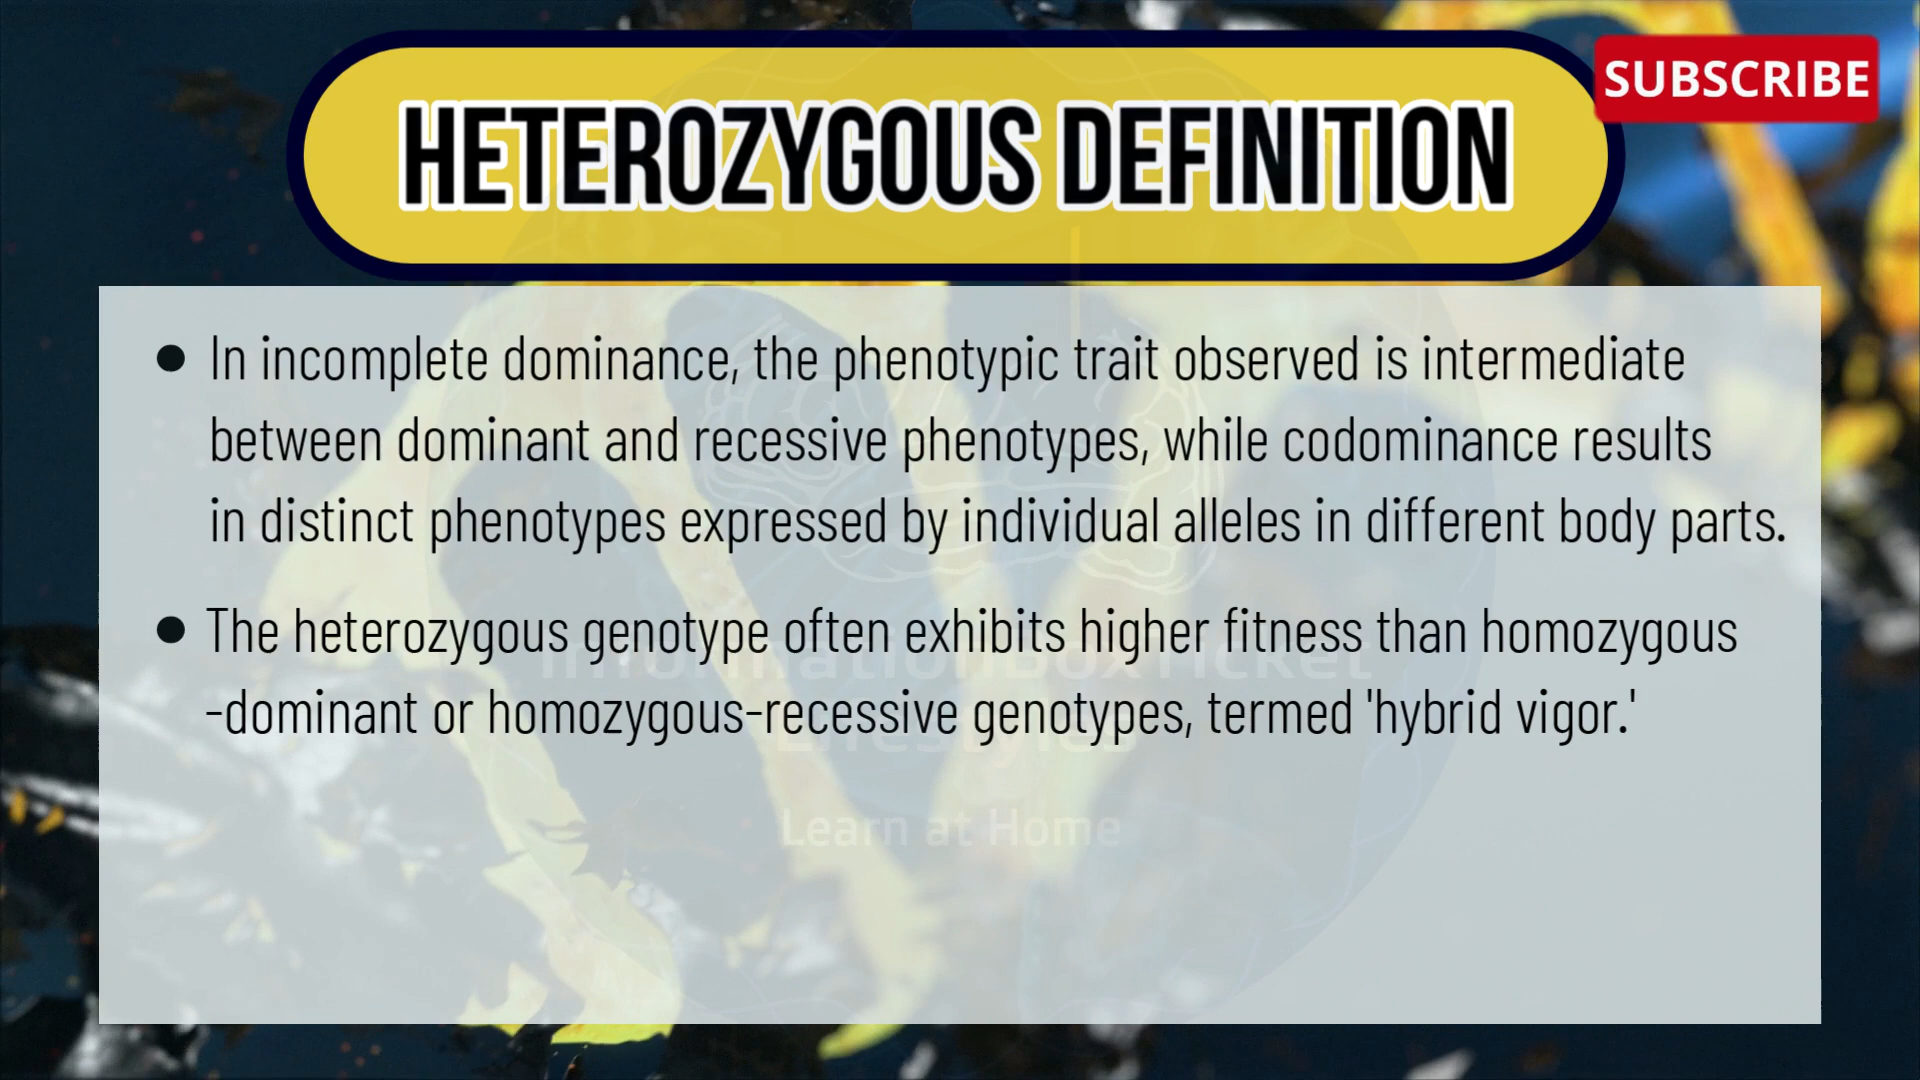 HETEROZYGOUS DEFINITION
SUBSCRIBE
● In incomplete dominance, the phenotypic trait observed is intermediate
between dominant and recessive phenotypes, while codominance results
in distinct phenotypes expressed by individual alleles in different body parts.
● The heterozygous genotype often exhibits higher fitness than homozygous
-dominant or homozygous-recessive genotypes, termed 'hybrid vigor.'
InformationBoxTicket
Learn at Home